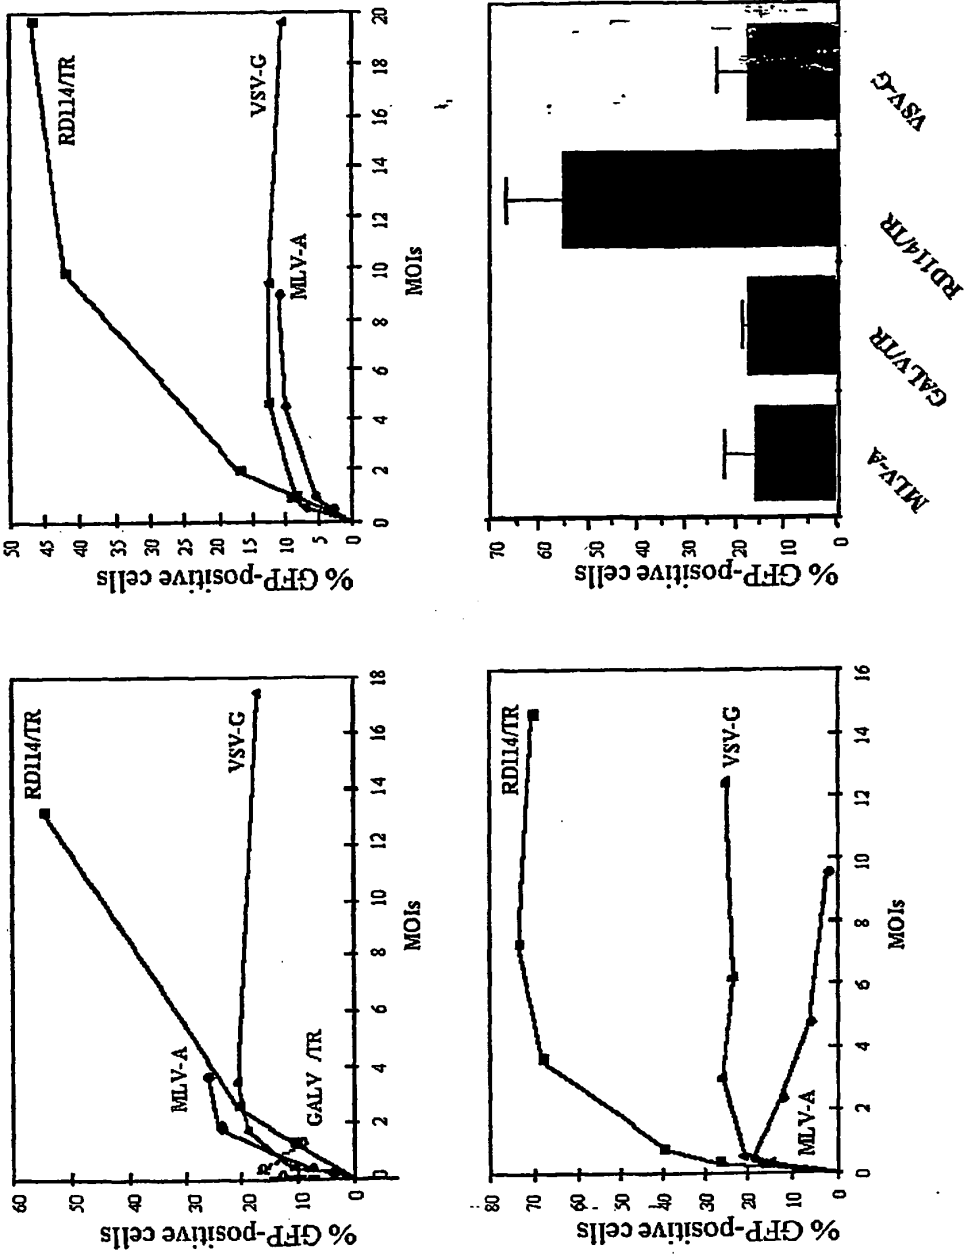 % GFP-positive cells
60
50
40
30
20
10
0
RD114/TR
MLV-A
VSV-G
GALV /TR
0 2 4 6 8 10 12 14 16 18
MOIs
% GFP-positive cells
50
45
35
30
25
20
15
10
5
0
RD114/TR
VSV-G
MLV-A
0 2 4 6 8 10 12 14 16 18 20
MOIs
% GFP-positive cells
80
70
60
50
40
30
20
10
0
RD114/TR
VSV-G
MLV-A
0 2 4 6 8 10 12 14 16
MOIs
% GFP-positive cells
70
60
50
40
30
20
10
0
MLV-A
GALV/TR
RD114/TR
VSV-G